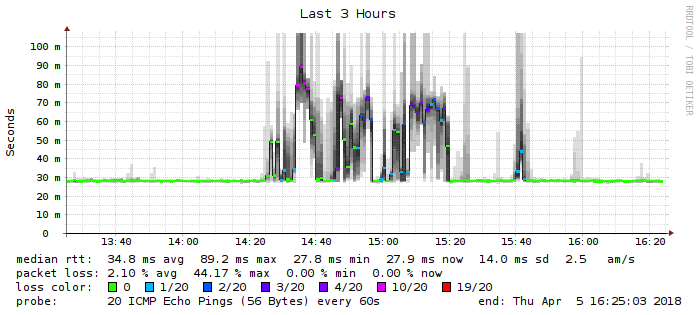 Last 3 Hours
RRDTOOL / TOBI OETIKER
Seconds
100 m
90 m
80 m
70 m
60 m
50 m
40 m
30 m
20 m
10 m
0
13:40 14:00 14:20 14:40 15:00 15:20 15:40 16:00 16:20
median rtt: 34.8 ms avg 89.2 ms max 27.8 ms min 27.9 ms now 14.0 ms sd 2.5 am/s
packet loss: 2.10 % avg 44.17 % max 0.00 % min 0.00 % now
loss color: 0 1/20 2/20 3/20 4/20 10/20 19/20
probe: 20 ICMP Echo Pings (56 Bytes) every 60s end: Thu Apr 5 16:25:03 2018